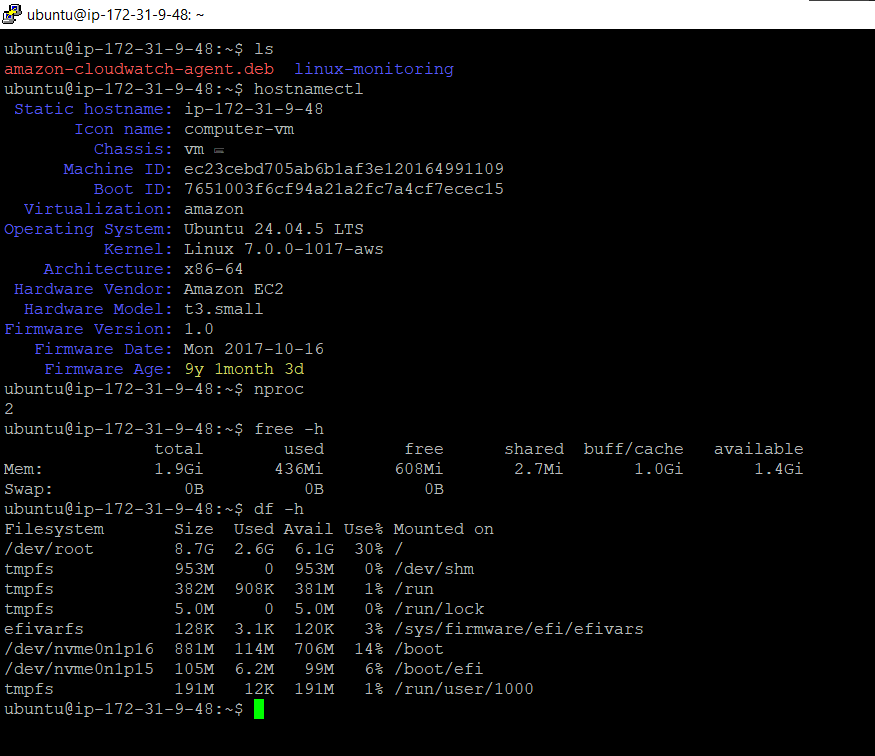 ubuntu@ip-172-31-9-48: ~
ubuntu@ip-172-31-9-48:~$ ls
amazon-cloudwatch-agent.deb  linux-monitoring
ubuntu@ip-172-31-9-48:~$ hostnamectl
 Static hostname: ip-172-31-9-48
       Icon name: computer-vm
         Chassis: vm
      Machine ID: ec23cebd705ab6b1af3e120164991109
         Boot ID: 7651003f6cf94a21a2fc7a4cf7ecec15
  Virtualization: amazon
Operating System: Ubuntu 24.04.5 LTS
          Kernel: Linux 7.0.0-1017-aws
    Architecture: x86-64
 Hardware Vendor: Amazon EC2
  Hardware Model: t3.small
Firmware Version: 1.0
   Firmware Date: Mon 2017-10-16
    Firmware Age: 9y 1month 3d
ubuntu@ip-172-31-9-48:~$ nproc
2
ubuntu@ip-172-31-9-48:~$ free -h
               total        used        free      shared  buff/cache   available
Mem:           1.9Gi       436Mi       608Mi       2.7Mi       1.0Gi       1.4Gi
Swap:             0B          0B          0B
ubuntu@ip-172-31-9-48:~$ df -h
Filesystem       Size  Used Avail Use% Mounted on
/dev/root        8.7G  2.6G  6.1G  30% /
tmpfs            953M     0  953M   0% /dev/shm
tmpfs            382M  908K  381M   1% /run
tmpfs            5.0M     0  5.0M   0% /run/lock
efivarfs         128K  3.1K  120K   3% /sys/firmware/efi/efivars
/dev/nvme0n1p16  881M  114M  706M  14% /boot
/dev/nvme0n1p15  105M  6.2M   99M   6% /boot/efi
tmpfs            191M   12K  191M   1% /run/user/1000
ubuntu@ip-172-31-9-48:~$